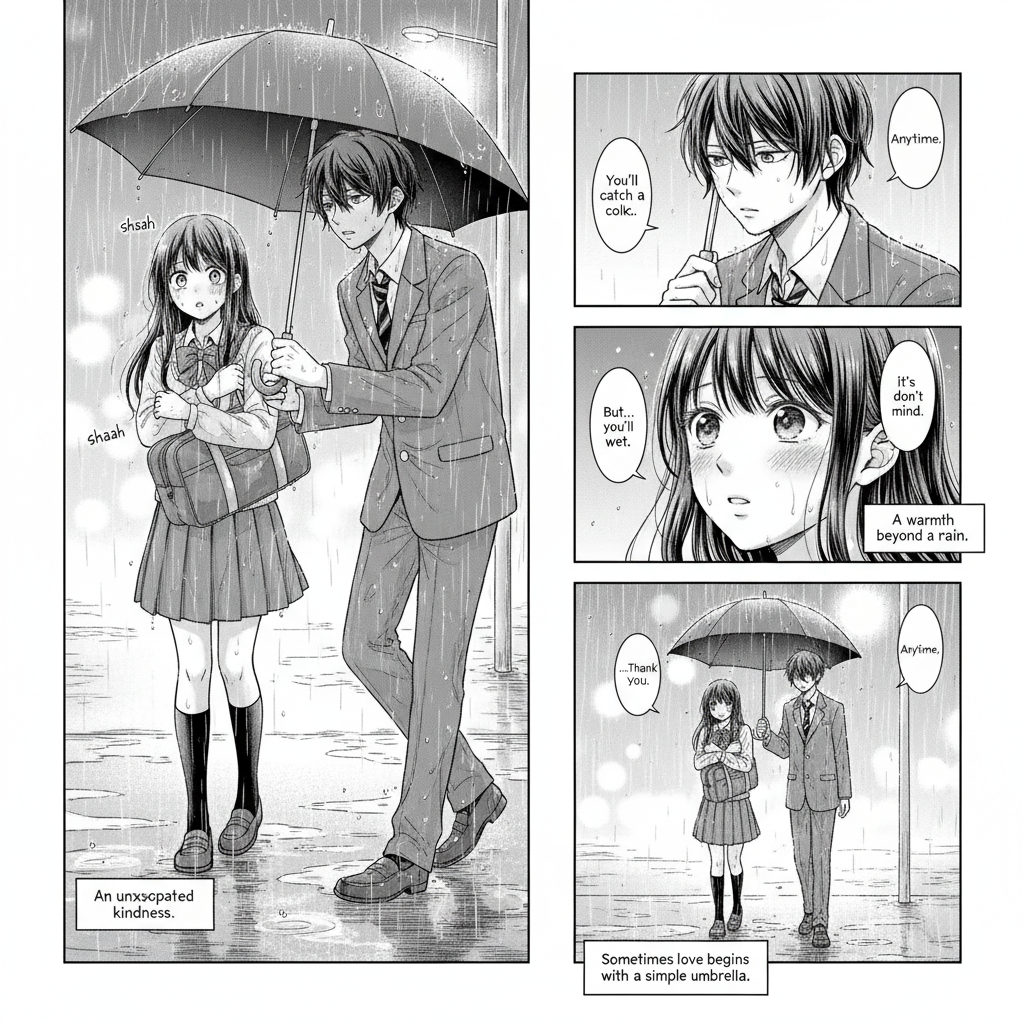 shsah
shaah
An unxsopated
kindness.
You'll
catch a
colk..
Anytime.
But...
you'll
wet.
it's
don't
mind.
A warmth
beyond a rain.
....Thank
you.
Anytime.
Sometimes love begins
with a simple umbrella.